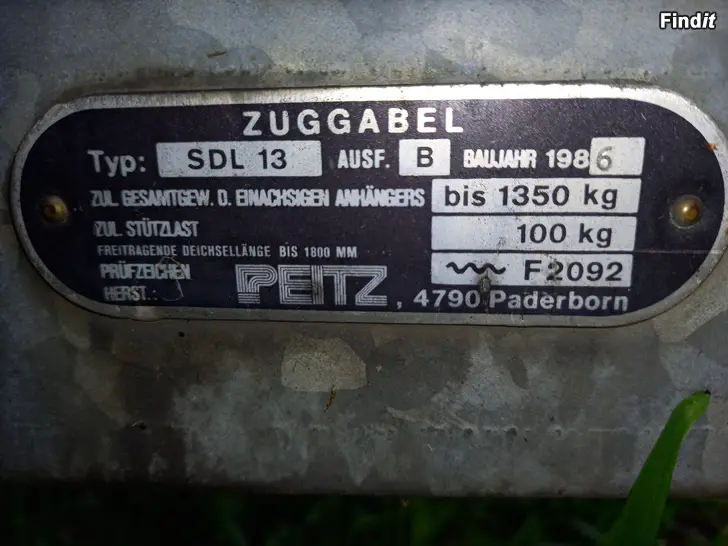 Findit
ZUGGABEL
Typ: SDL 13 AUSF. B BAUJAHR 1986
ZUL. GESAMTGEW. D. EINACHSIGEN ANHÄNGERS bis 1350 kg
ZUL. STÜTZLAST 100 kg
FREITRAGENDE DEICHSELLÄNGE BIS 1800 MM
PRÜFZEICHEN F 2092
HERST.: PEITZ, 4790 Paderborn